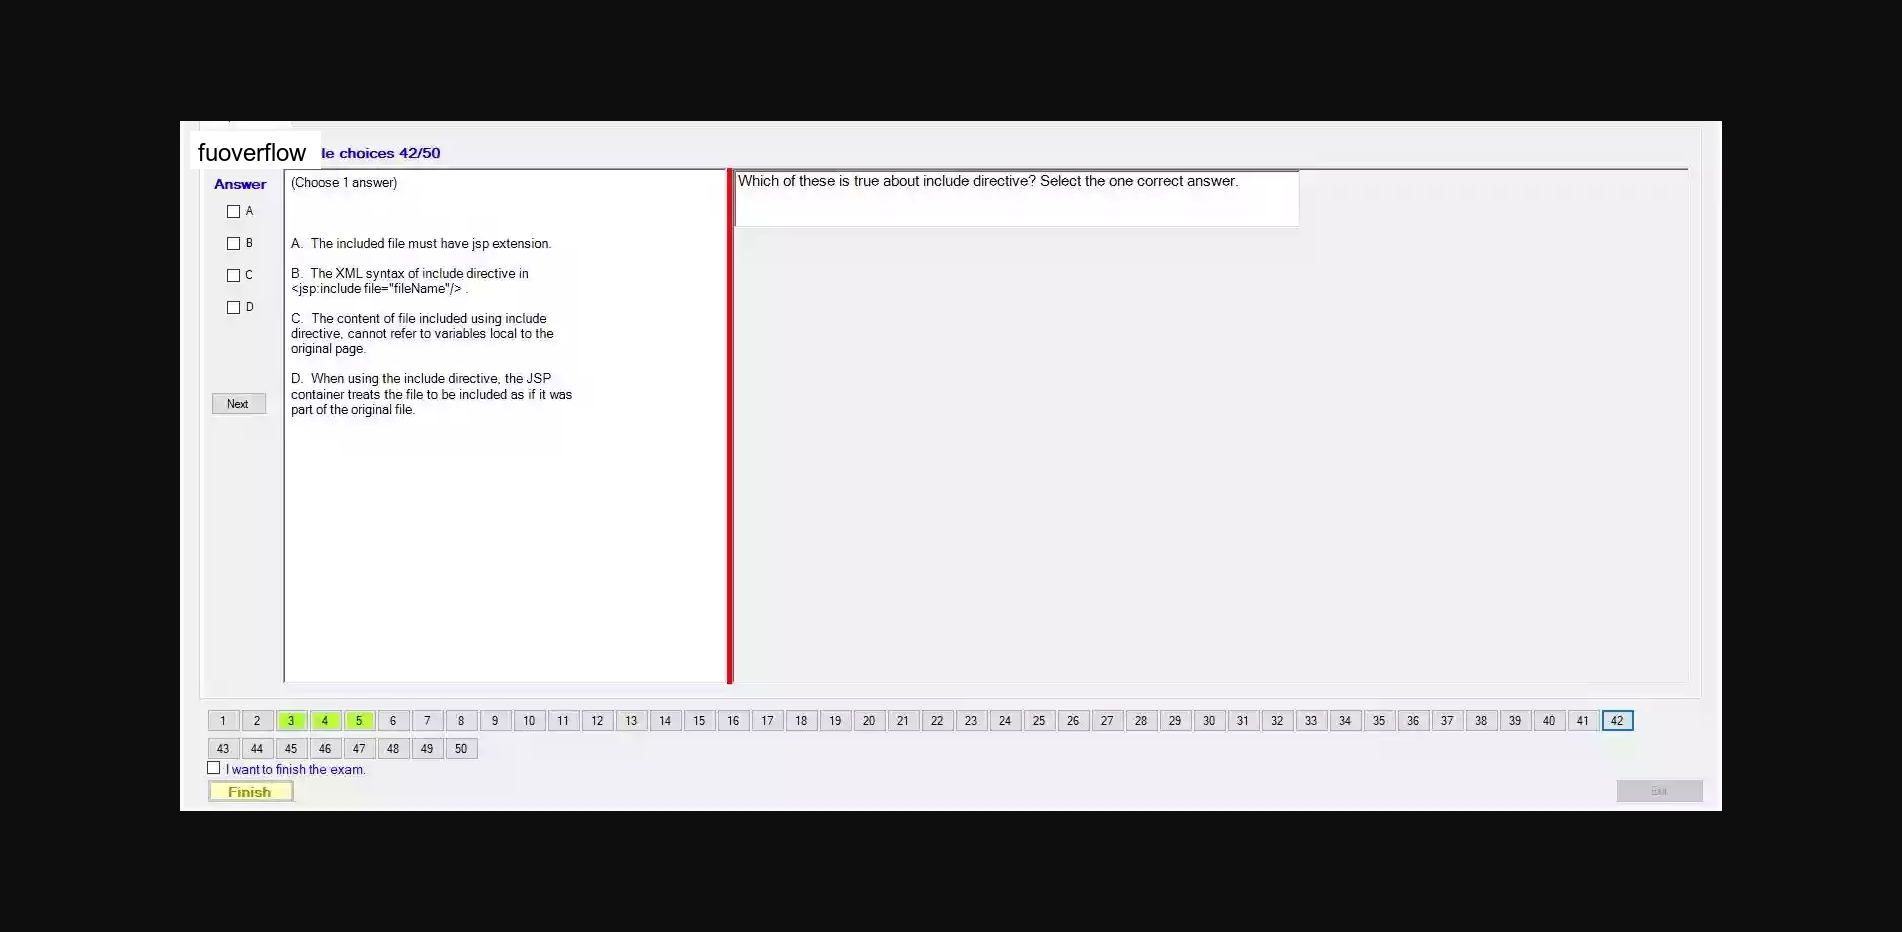 fuoverflow
le choices 42/50
Answer
A
B
C
D
Next
(Choose 1 answer)
A. The included file must have jsp extension.
B. The XML syntax of include directive in
<jsp:include file="fileName"/> .
C. The content of file included using include
directive, cannot refer to variables local to the
original page.
D. When using the include directive, the JSP
container treats the file to be included as if it was
part of the original file.
Which of these is true about include directive? Select the one correct answer.
1 2 3 4 5 6 7 8 9 10 11 12 13 14 15 16 17 18 19 20 21 22 23 24 25 26 27 28 29 30 31 32 33 34 35 36 37 38 39 40 41 42
43 44 45 46 47 48 49 50
I want to finish the exam.
Finish
Exit